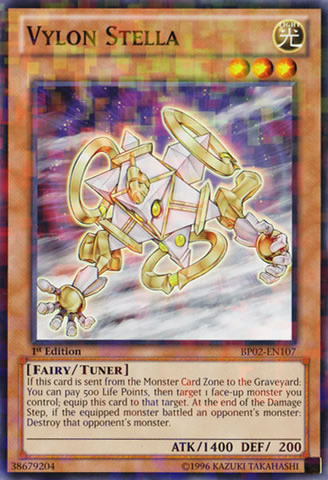 VYLON STELLA
LIGHT
光
1st Edition
BP02-EN107
[FAIRY/TUNER]
If this card is sent from the Monster Card Zone to the Graveyard:
You can pay 500 Life Points, then target 1 face-up monster you
control; equip this card to that target. At the end of the Damage
Step, if the equipped monster battled an opponent's monster:
Destroy that opponent's monster.
ATK/1400 DEF/ 200
38679204
©1996 KAZUKI TAKAHASHI